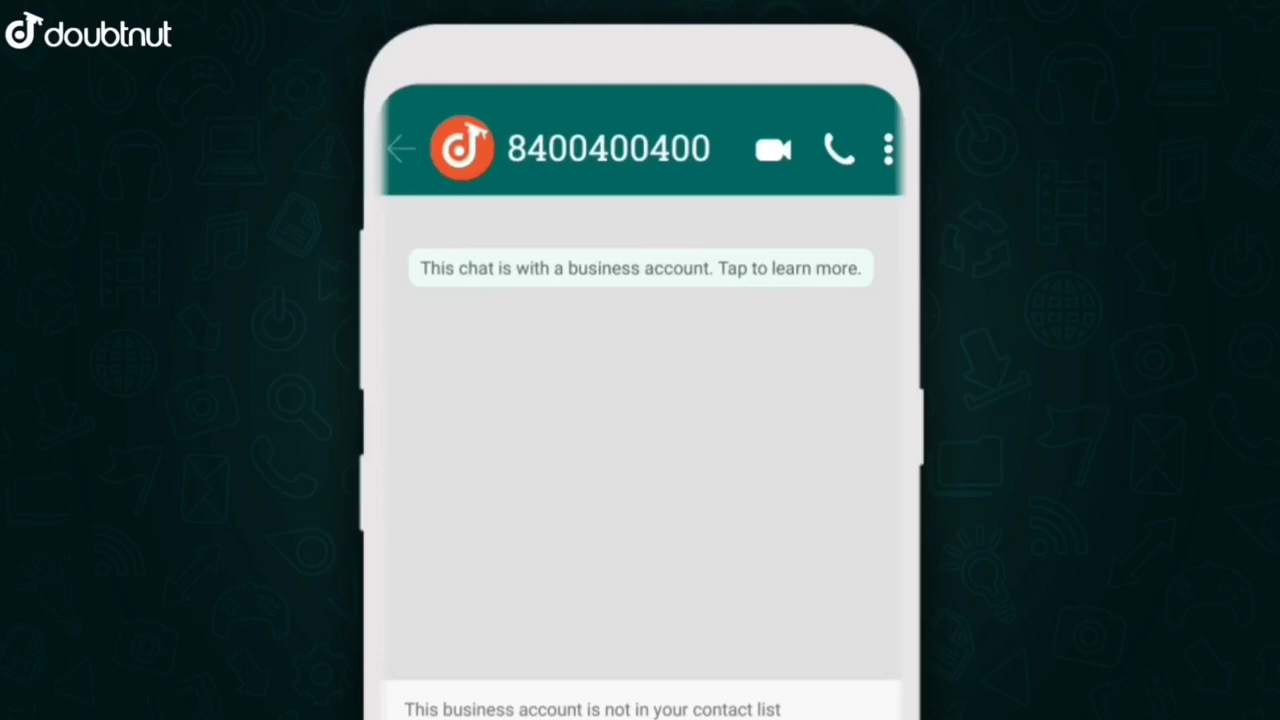 doubtnut
8400400400
This chat is with a business account. Tap to learn more.
This business account is not in your contact list